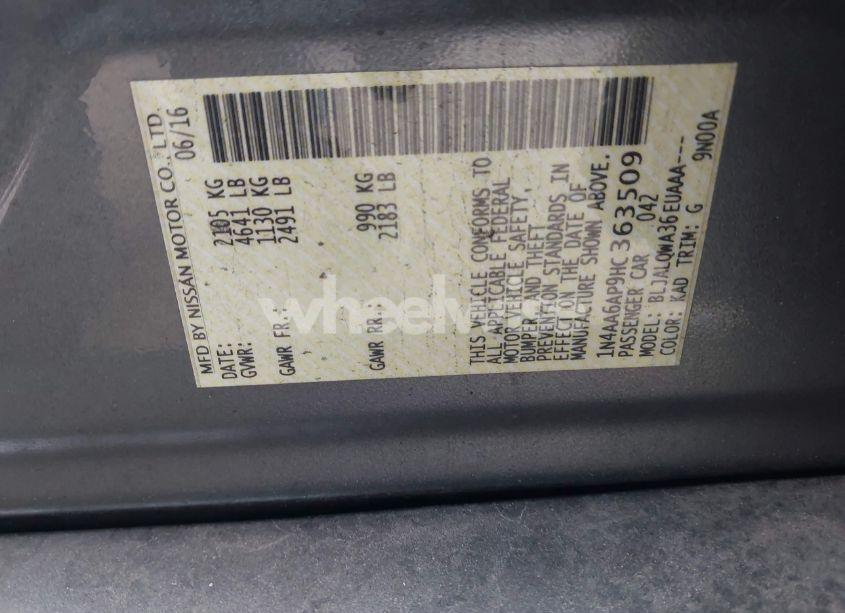 MFD BY NISSAN MOTOR CO., LTD.
DATE: 06/16
GVWR: 2105 KG
4641 LB
GAWR FR.: 1130 KG
2491 LB
GAWR RR.: 990 KG
2183 LB
THIS VEHICLE CONFORMS TO
ALL APPLICABLE FEDERAL
MOTOR VEHICLE SAFETY,
BUMPER, AND THEFT
PREVENTION STANDARDS IN
EFFECT ON THE DATE OF
MANUFACTURE SHOWN ABOVE.
1N4AA6AP9HC363509
PASSENGER CAR 042
MODEL: BLJALQWA36EUAAA---
COLOR: KAD TRIM: G 9N00A